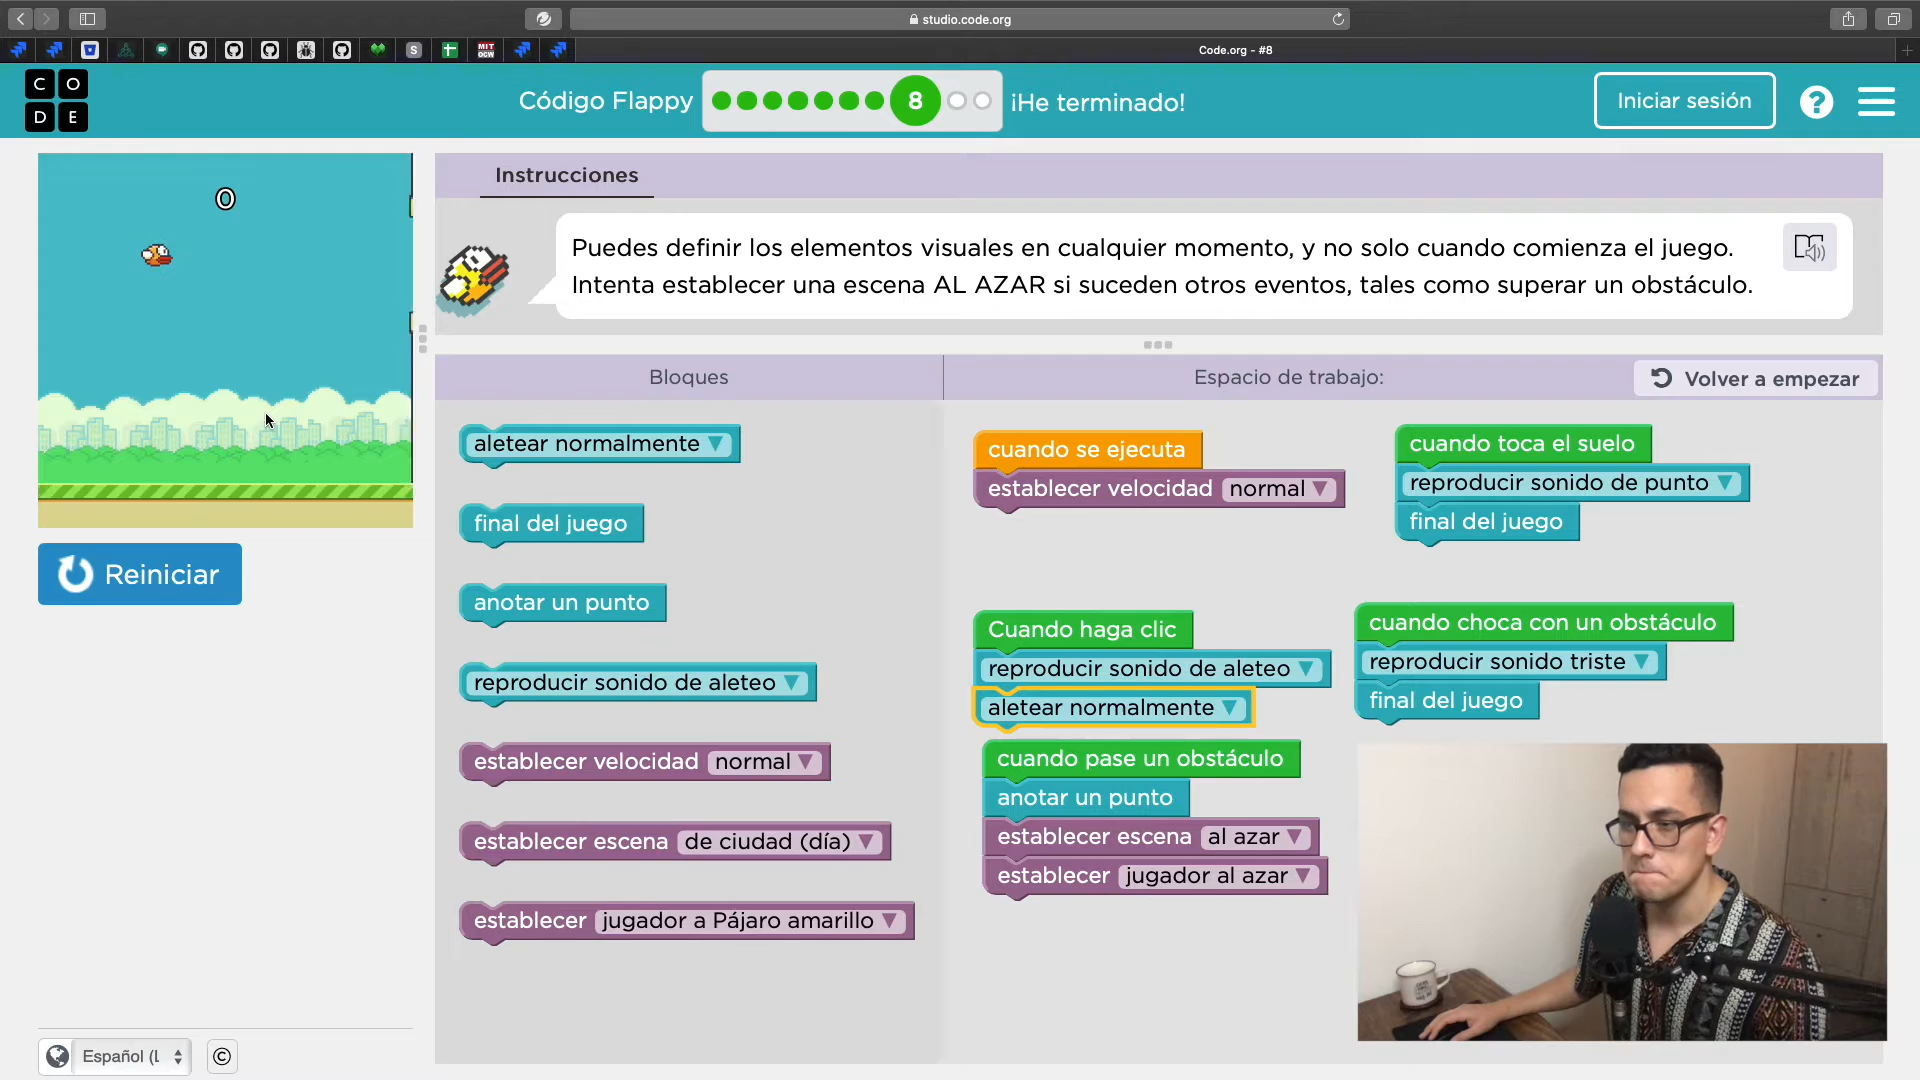 studio.code.org
S
MIT
OCW
Code.org - #8
C O
D E
Código Flappy
8
¡He terminado!
Iniciar sesión
?
0
Instrucciones
Puedes definir los elementos visuales en cualquier momento, y no solo cuando comienza el juego.
Intenta establecer una escena AL AZAR si suceden otros eventos, tales como superar un obstáculo.
Bloques
Espacio de trabajo:
Volver a empezar
Reiniciar
aletear normalmente
final del juego
anotar un punto
reproducir sonido de aleteo
establecer velocidad normal
establecer escena de ciudad (día)
establecer jugador a Pájaro amarillo
cuando se ejecuta
establecer velocidad normal
cuando toca el suelo
reproducir sonido de punto
final del juego
Cuando haga clic
reproducir sonido de aleteo
aletear normalmente
cuando choca con un obstáculo
reproducir sonido triste
final del juego
cuando pase un obstáculo
anotar un punto
establecer escena al azar
establecer jugador al azar
Español (L
©